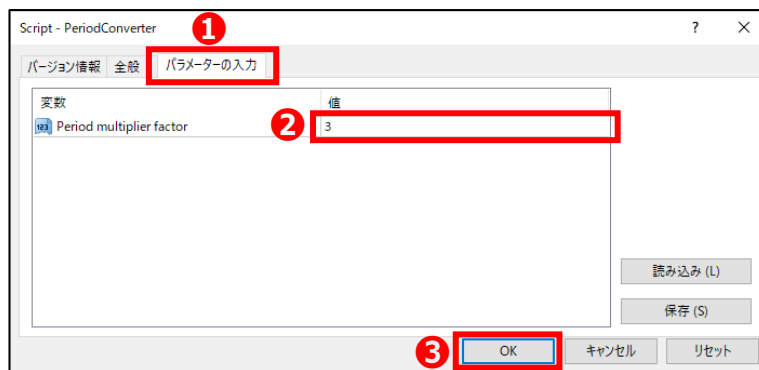 Script - PeriodConverter
❶
?
×
バージョン情報 全般 パラメーターの入力
変数 値
123 Period multiplier factor
❷
3
読み込み (L)
保存 (S)
❸
OK キャンセル リセット